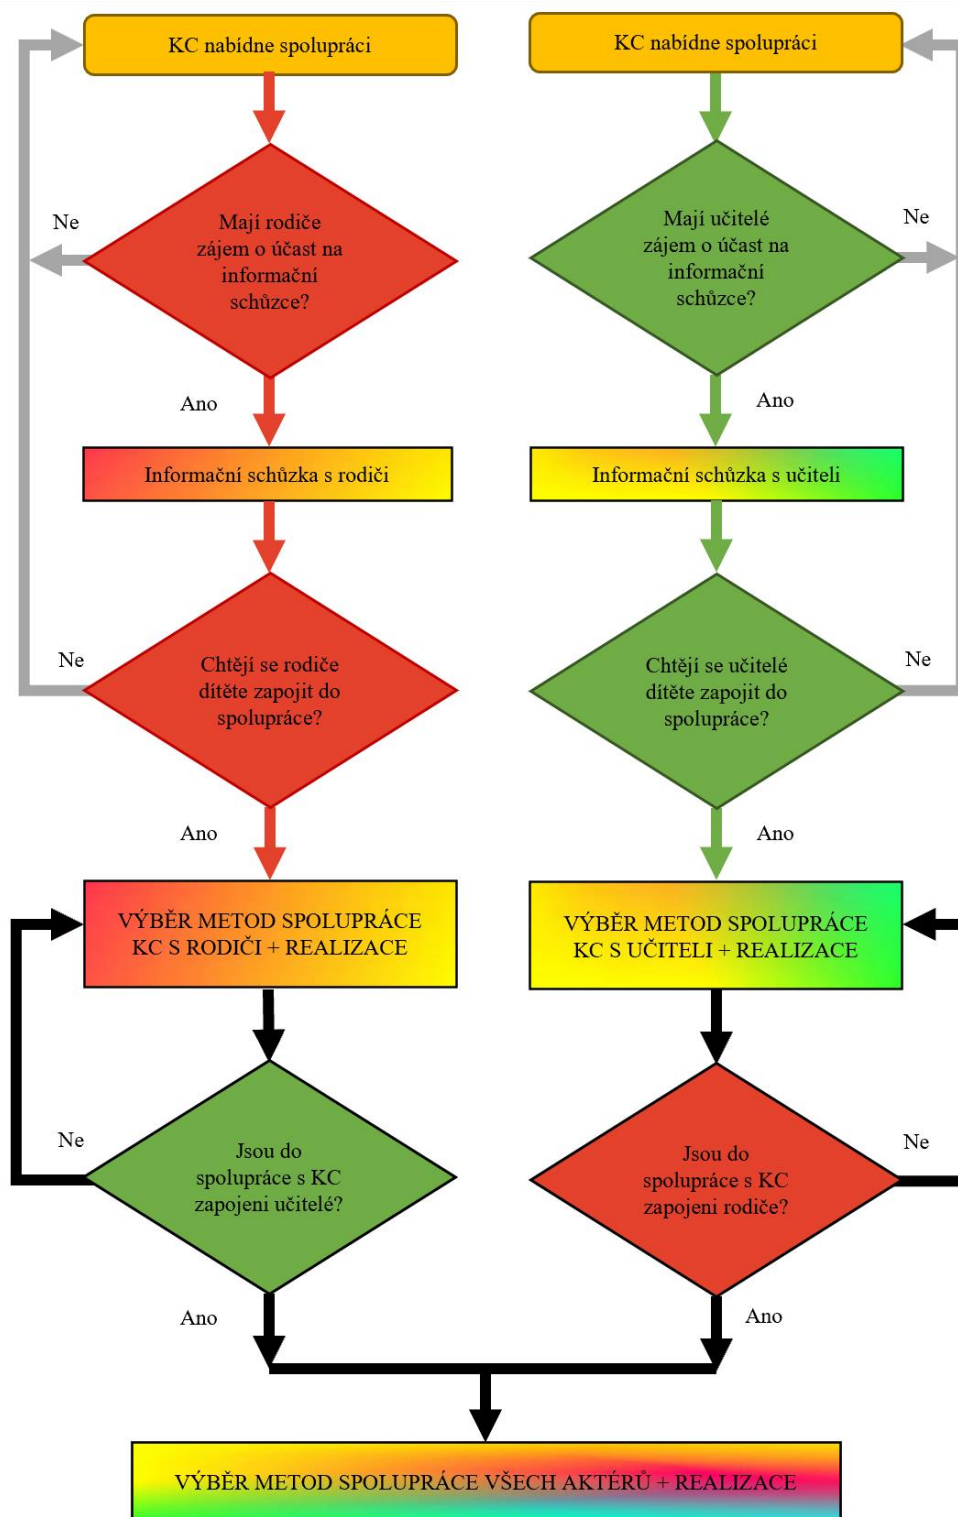 KC nabídne spolupráci
KC nabídne spolupráci
Mají rodiče
zájem o účast na
informační
schůzce?
Ne
Mají učitelé
zájem o účast na
informační
schůzce?
Ne
Ano
Ano
Informační schůzka s rodiči
Informační schůzka s učiteli
Chtějí se rodiče
dítěte zapojit do
spolupráce?
Ne
Chtějí se učitelé
dítěte zapojit do
spolupráce?
Ne
Ano
Ano
VÝBĚR METOD SPOLUPRÁCE
KC S RODIČI + REALIZACE
VÝBĚR METOD SPOLUPRÁCE
KC S UČITELI + REALIZACE
Ne
Jsou do
spolupráce s KC
zapojeni učitelé?
Jsou do
spolupráce s KC
zapojeni rodiče?
Ne
Ano
Ano
VÝBĚR METOD SPOLUPRÁCE VŠECH AKTÉRŮ + REALIZACE